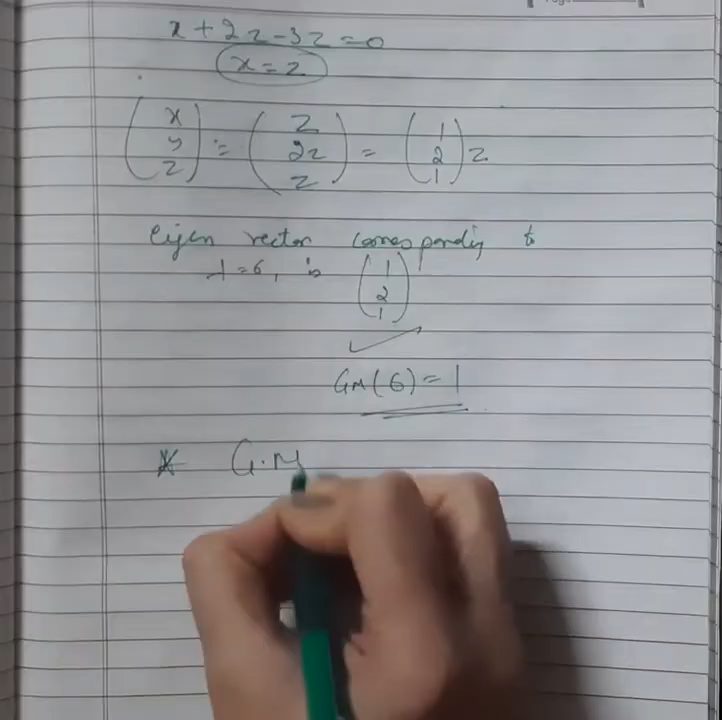 x + 2z - 3z = 0
x = z
(x y z) = (z 2z z) = (1 2 1) z
Eigen vector corresponding to
λ = 6, is (1 2 1)
GM(6) = 1
* G.M